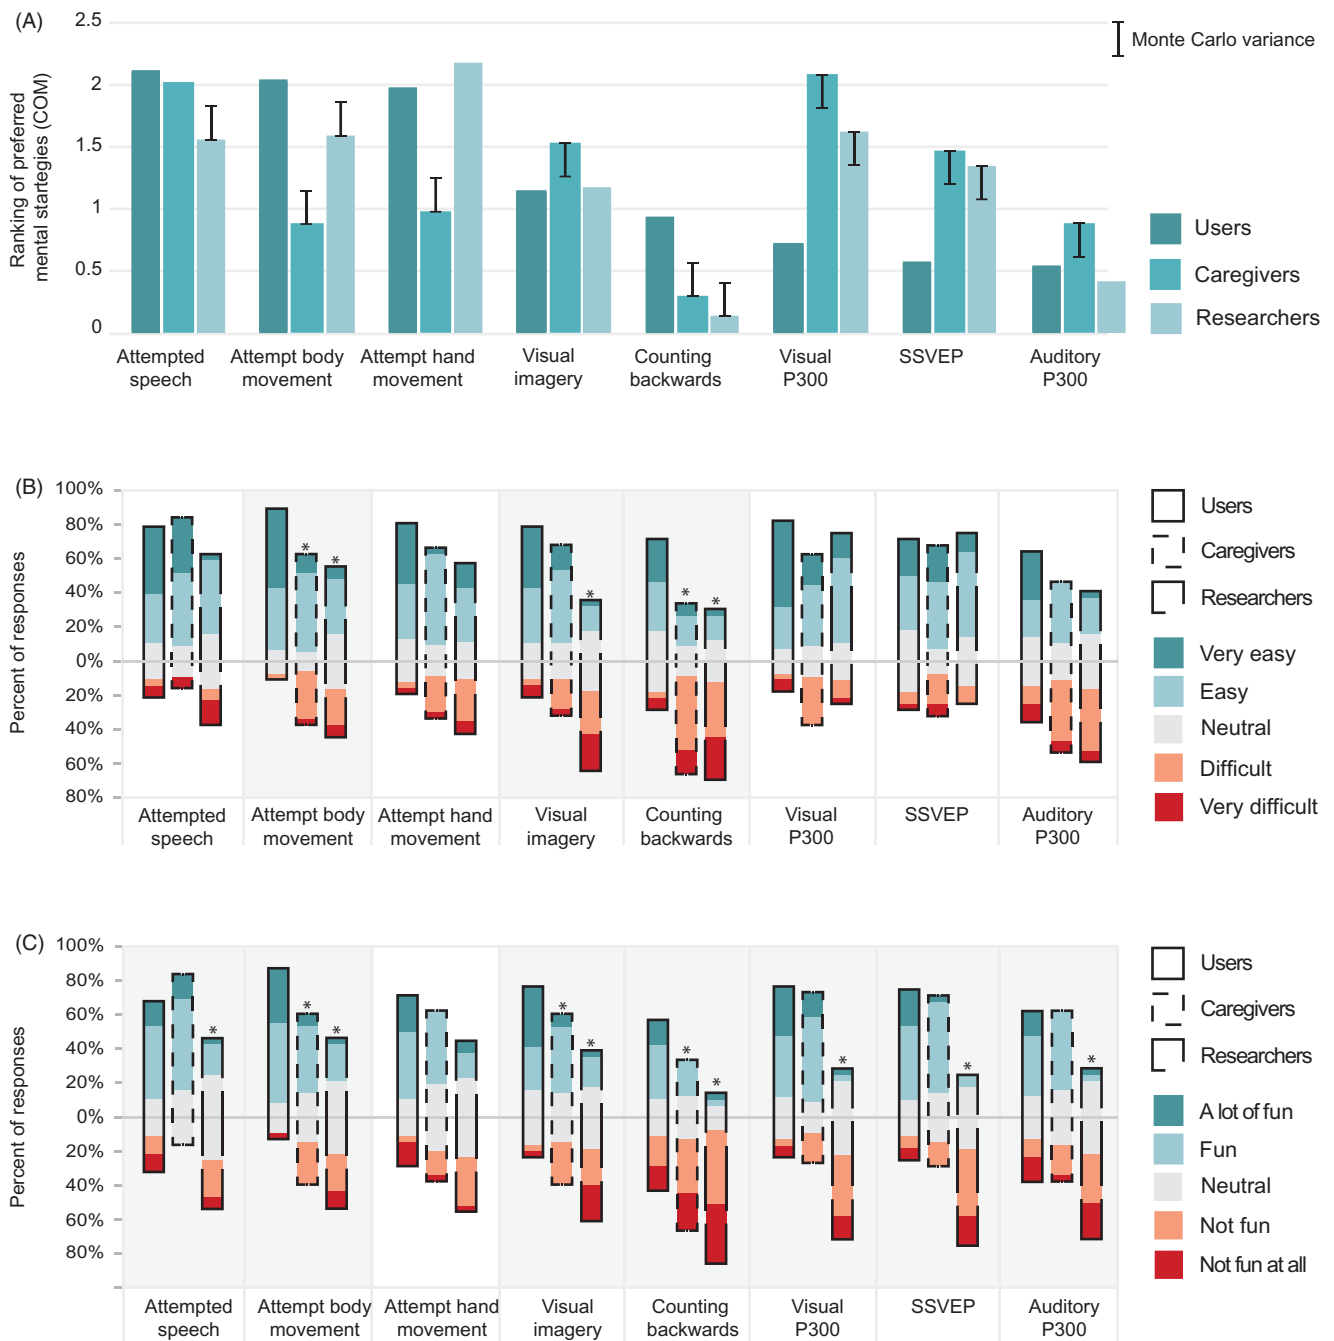 (A)
2.5
2
1.5
1
0.5
0
Ranking of preferred
mental startegies (COM)
Monte Carlo variance
Users
Caregivers
Researchers
Attempted
speech
Attempt body
movement
Attempt hand
movement
Visual
imagery
Counting
backwards
Visual
P300
SSVEP
Auditory
P300
(B)
100%
80%
60%
40%
20%
0%
20%
40%
60%
80%
Percent of responses
* *
*
* *
Users
Caregivers
Researchers
Very easy
Easy
Neutral
Difficult
Very difficult
Attempted
speech
Attempt body
movement
Attempt hand
movement
Visual
imagery
Counting
backwards
Visual
P300
SSVEP
Auditory
P300
(C)
100%
80%
60%
40%
20%
0%
20%
40%
60%
80%
Percent of responses
*
* *
* *
* *
*
*
*
Users
Caregivers
Researchers
A lot of fun
Fun
Neutral
Not fun
Not fun at all
Attempted
speech
Attempt body
movement
Attempt hand
movement
Visual
imagery
Counting
backwards
Visual
P300
SSVEP
Auditory
P300